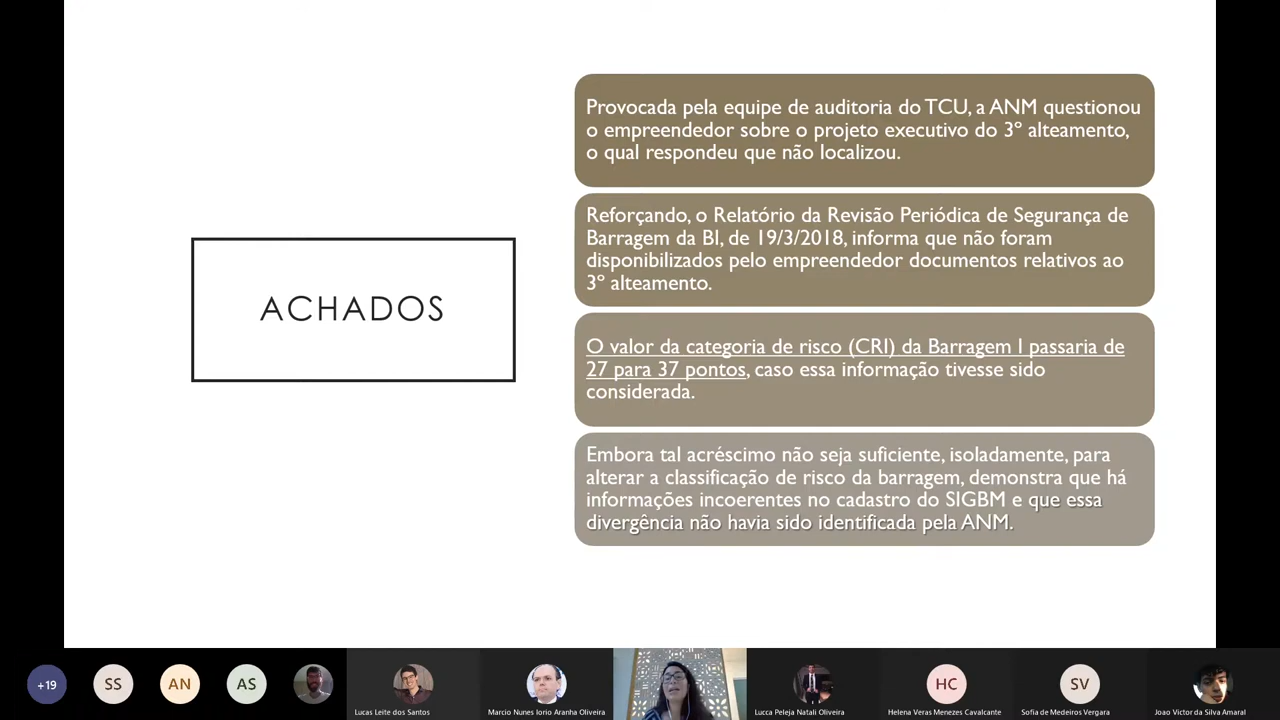 ACHADOS
Provocada pela equipe de auditoria do TCU, a ANM questionou
o empreendedor sobre o projeto executivo do 3º alteamento,
o qual respondeu que não localizou.
Reforçando, o Relatório da Revisão Periódica de Segurança de
Barragem da BI, de 19/3/2018, informa que não foram
disponibilizados pelo empreendedor documentos relativos ao
3º alteamento.
O valor da categoria de risco (CRI) da Barragem I passaria de
27 para 37 pontos, caso essa informação tivesse sido
considerada.
Embora tal acréscimo não seja suficiente, isoladamente, para
alterar a classificação de risco da barragem, demonstra que há
informações incoerentes no cadastro do SIGBM e que essa
divergência não havia sido identificada pela ANM.
+19
SS
AN
AS
Lucas Leite dos Santos
Marcio Nunes Iorio Aranha Oliveira
Lucca Peleja Natali Oliveira
HC
Helena Veras Menezes Cavalcante
SV
Sofia de Medeiros Vergara
Joao Victor da Silva Amaral